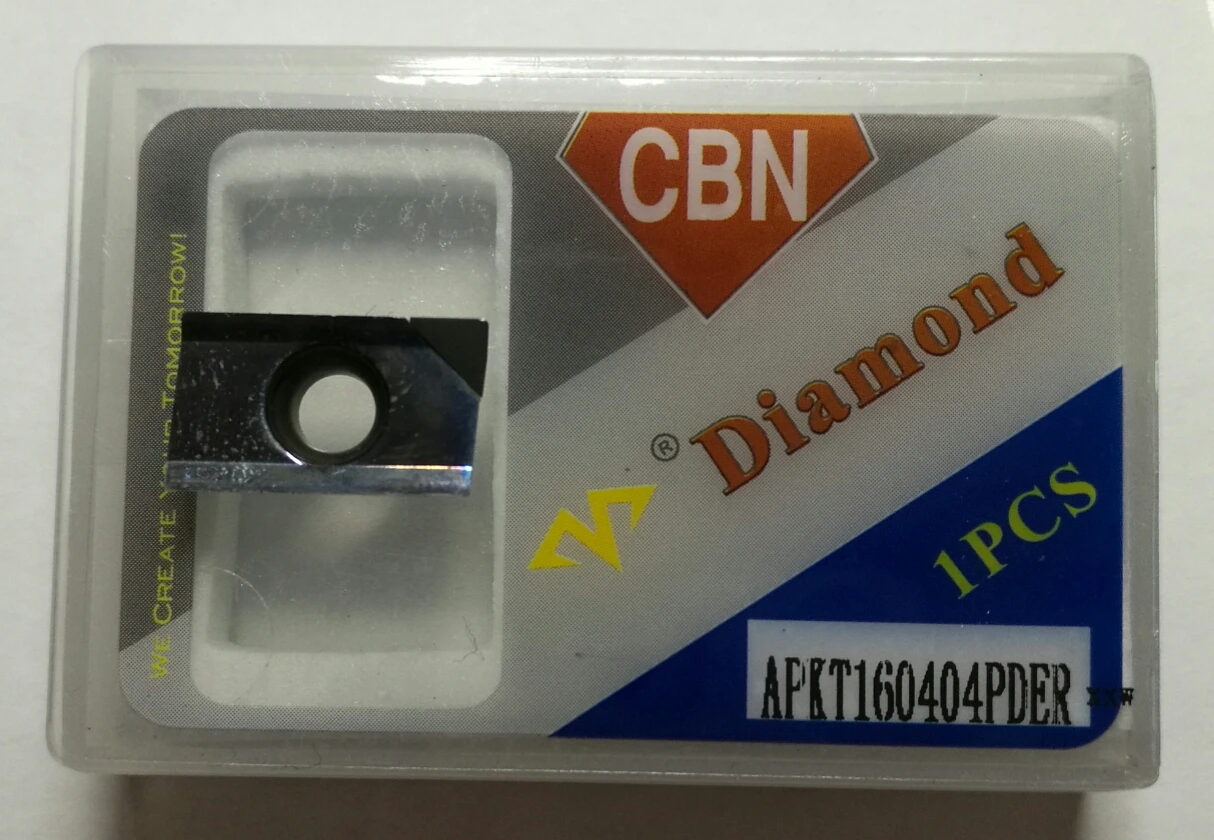 CBN
Diamond
®
1PCS
APKT160404PDER
WE CREATE YOUR TOMORROW!